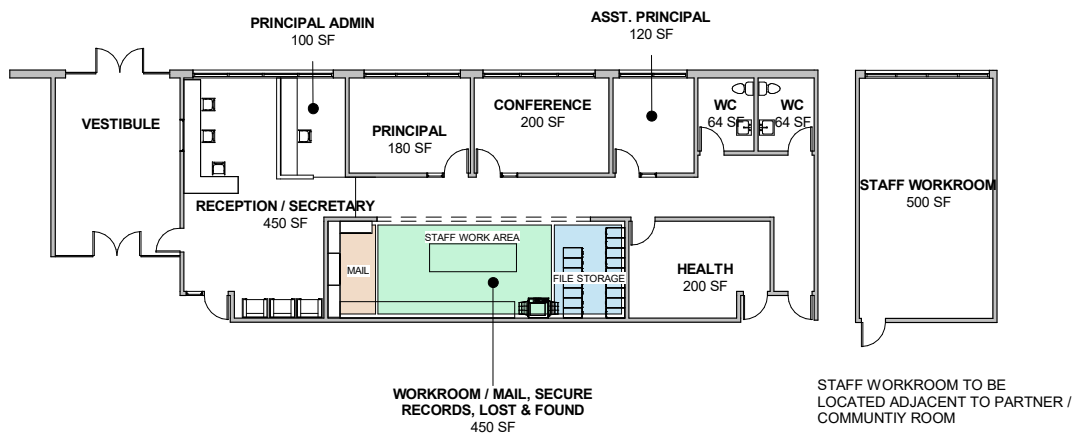 PRINCIPAL ADMIN
100 SF
ASST. PRINCIPAL
120 SF
VESTIBULE
PRINCIPAL
180 SF
CONFERENCE
200 SF
WC
64 SF
WC
64 SF
STAFF WORKROOM
500 SF
RECEPTION / SECRETARY
450 SF
STAFF WORK AREA
MAIL
FILE STORAGE
HEALTH
200 SF
WORKROOM / MAIL, SECURE
RECORDS, LOST & FOUND
450 SF
STAFF WORKROOM TO BE
LOCATED ADJACENT TO PARTNER /
COMMUNTIY ROOM